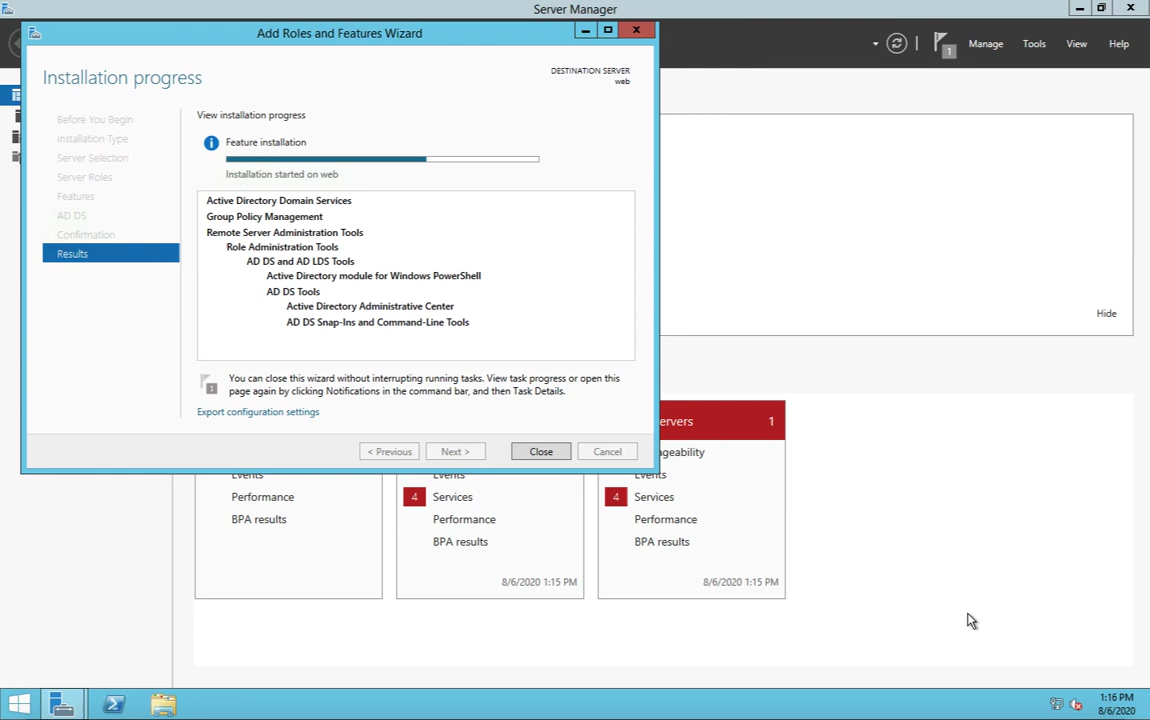 Server Manager
Add Roles and Features Wizard
1
Manage
Tools
View
Help
Installation progress
DESTINATION SERVER
web
Before You Begin
Installation Type
Server Selection
Server Roles
Features
AD DS
Confirmation
Results
View installation progress
Feature installation
Installation started on web
Active Directory Domain Services
Group Policy Management
Remote Server Administration Tools
Role Administration Tools
AD DS and AD LDS Tools
Active Directory module for Windows PowerShell
AD DS Tools
Active Directory Administrative Center
AD DS Snap-Ins and Command-Line Tools
1
You can close this wizard without interrupting running tasks. View task progress or open this
page again by clicking Notifications in the command bar, and then Task Details.
Export configuration settings
< Previous
Next >
Close
Cancel
Hide
ervers
1
ageability
Events
Performance
BPA results
Events
4 Services
Performance
BPA results
8/6/2020 1:15 PM
Events
4 Services
Performance
BPA results
8/6/2020 1:15 PM
1:16 PM
8/6/2020